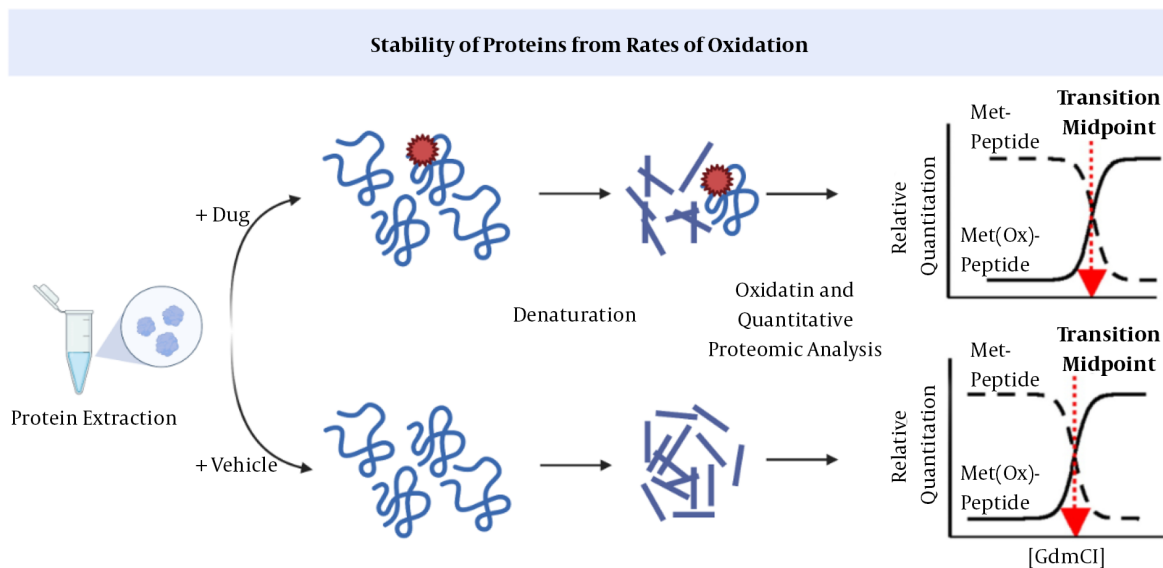 Stability of Proteins from Rates of Oxidation
+ Dug
Protein Extraction
+ Vehicle
Denaturation
Oxidatin and
Quantitative
Proteomic Analysis
Met-
Peptide
Transition
Midpoint
Relative
Quantitation
Met(Ox)-
Peptide
Met-
Peptide
Transition
Midpoint
Relative
Quantitation
Met(Ox)-
Peptide
[GdmCI]